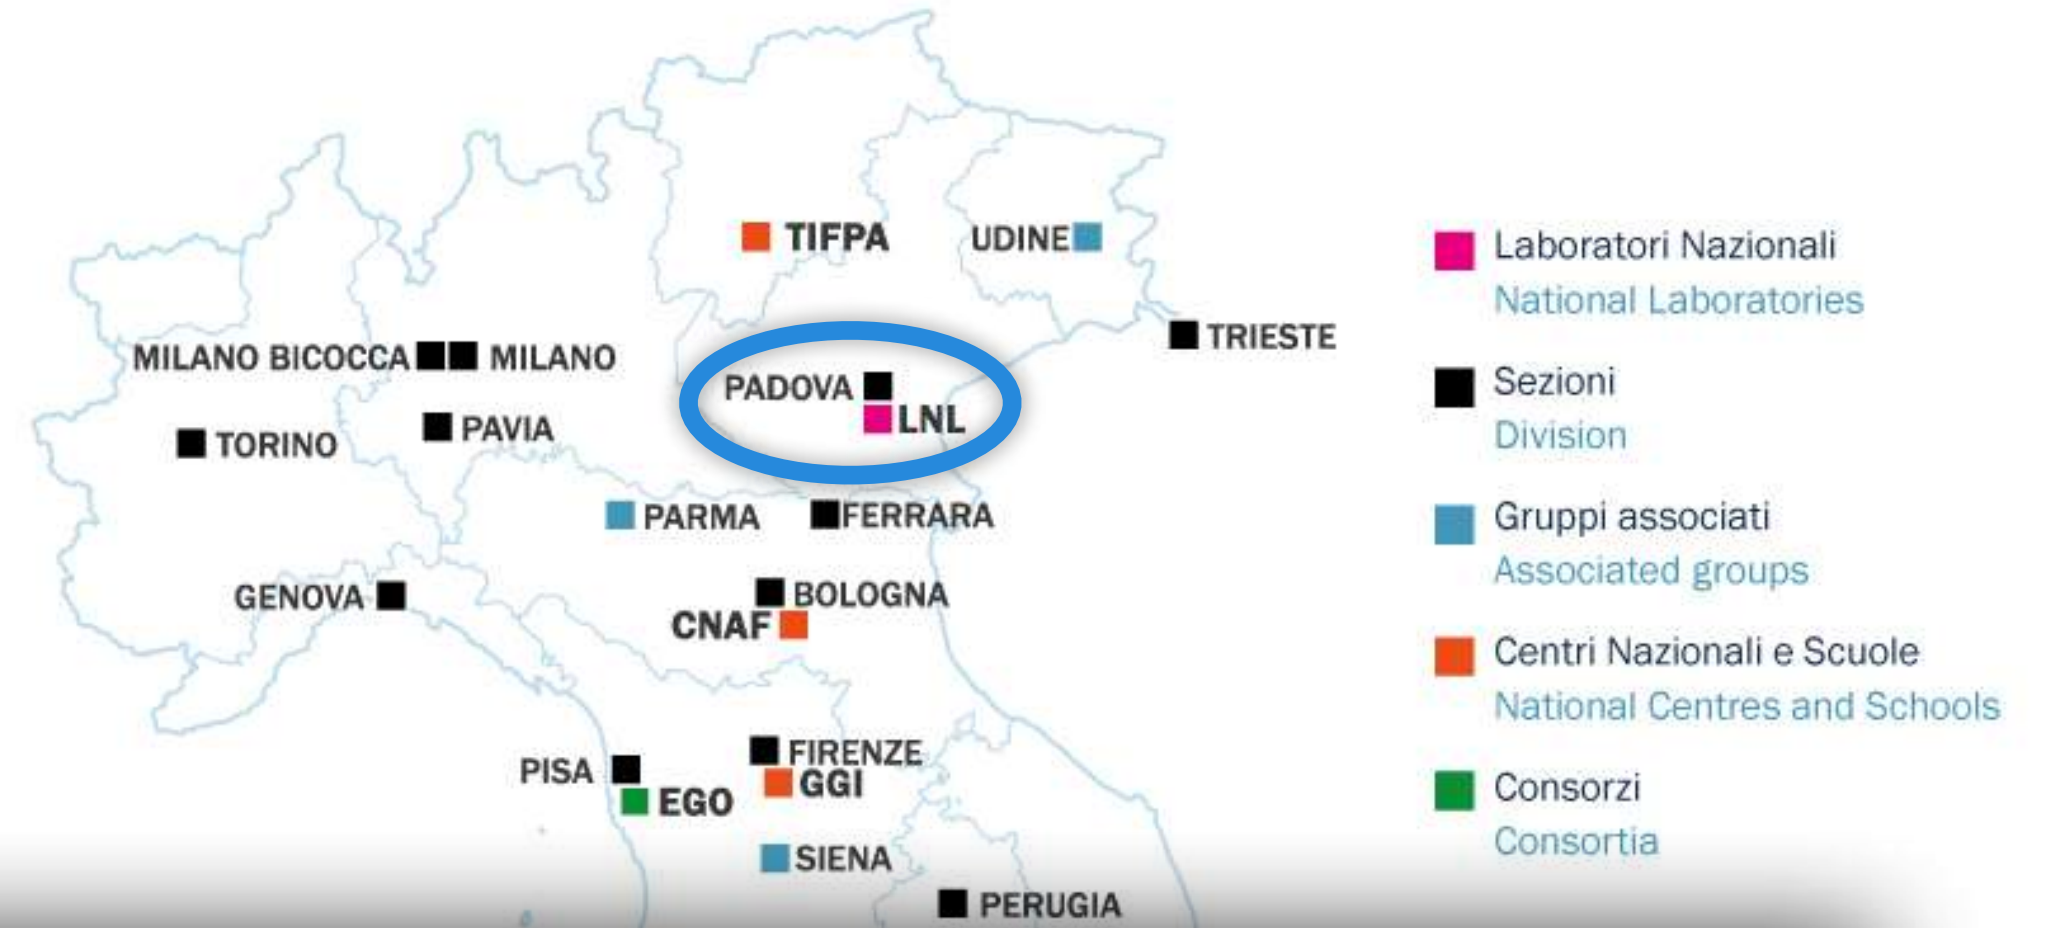 TIFPA
UDINE
TRIESTE
MILANO BICOCCA
MILANO
PADOVA
LNL
PAVIA
TORINO
PARMA
FERRARA
GENOVA
BOLOGNA
CNAF
FIRENZE
GGI
PISA
EGO
SIENA
PERUGIA
Laboratori Nazionali
National Laboratories
Sezioni
Division
Gruppi associati
Associated groups
Centri Nazionali e Scuole
National Centres and Schools
Consorzi
Consortia